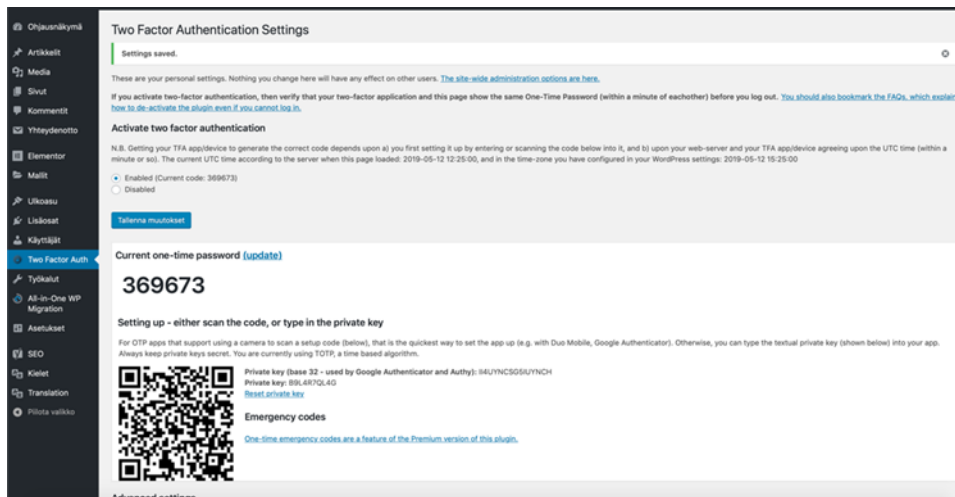 Ohjausnäkymä
Artikkelit
Media
Sivut
Kommentit
Yhteydenotto
Elementor
Mallit
Ulkoasu
Lisäosat
Käyttäjät
Two Factor Auth
Työkalut
All-in-One WP
Migration
Asetukset
SEO
Kielet
Translation
Piilota valikko
Two Factor Authentication Settings
Settings saved.
These are your personal settings. Nothing you change here will have any effect on other users. The site-wide administration options are here.
If you activate two-factor authentication, then verify that your two-factor application and this page show the same One-Time Password (within a minute of eachother) before you log out. You should also bookmark the FAQs, which explain
how to de-activate the plugin even if you cannot log in.
Activate two factor authentication
N.B. Getting your TFA app/device to generate the correct code depends upon a) you first setting it up by entering or scanning the code below into it, and b) upon your web-server and your TFA app/device agreeing upon the UTC time (within a
minute or so). The current UTC time according to the server when this page loaded: 2019-05-12 12:25:00, and in the time-zone you have configured in your WordPress settings: 2019-05-12 15:25:00
Enabled (Current code: 369673)
Disabled
Tallenna muutokset
Current one-time password (update)
369673
Setting up - either scan the code, or type in the private key
For OTP apps that support using a camera to scan a setup code (below), that is the quickest way to set the app up (e.g. with Duo Mobile, Google Authenticator). Otherwise, you can type the textual private key (shown below) into your app.
Always keep private keys secret. You are currently using TOTP, a time based algorithm.
Private key (base 32 - used by Google Authenticator and Authy): II4UYNCSG5IUYNCH
Private key: B9L4R7QL4G
Reset private key
Emergency codes
One-time emergency codes are a feature of the Premium version of this plugin.
Advanced settings